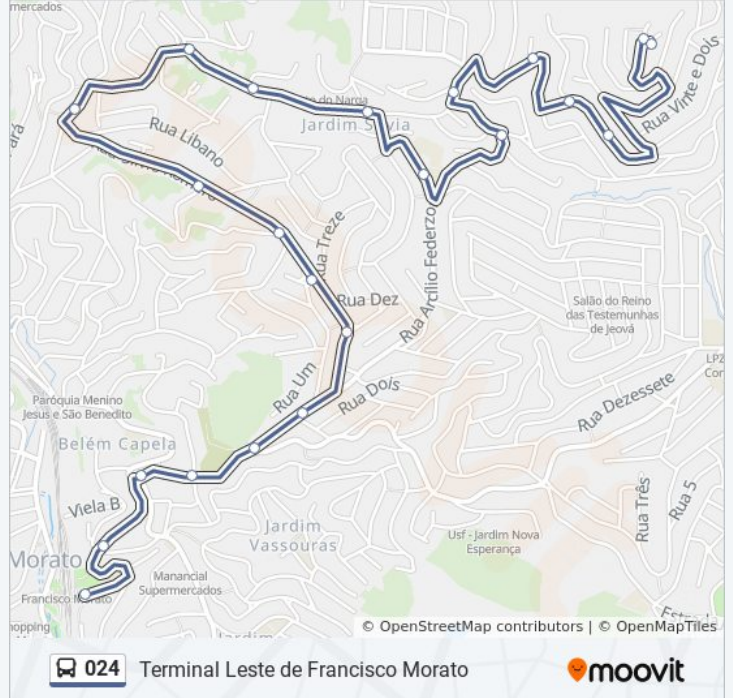 mercados
Rua Vinte e Dois
Jardim
Rua Líbano
Rua Treze
Rua Arcílio Federzo
Rua Dez
Salão do Reino
das Testemunhas
de Jeová
Rua Um
Rua Dois
Rua Dezessete
Paróquia Menino
Jesus e São Benedito
Belém Capela
Viela B
Rua Três
Rua 5
Jardim
Vassouras
Usf - Jardim Nova
Esperança
Morato
Manancial
Supermercados
Francisco Morato
Jardim
© OpenStreetMap contributors | © OpenMapTiles
024 Terminal Leste de Francisco Morato
moovit